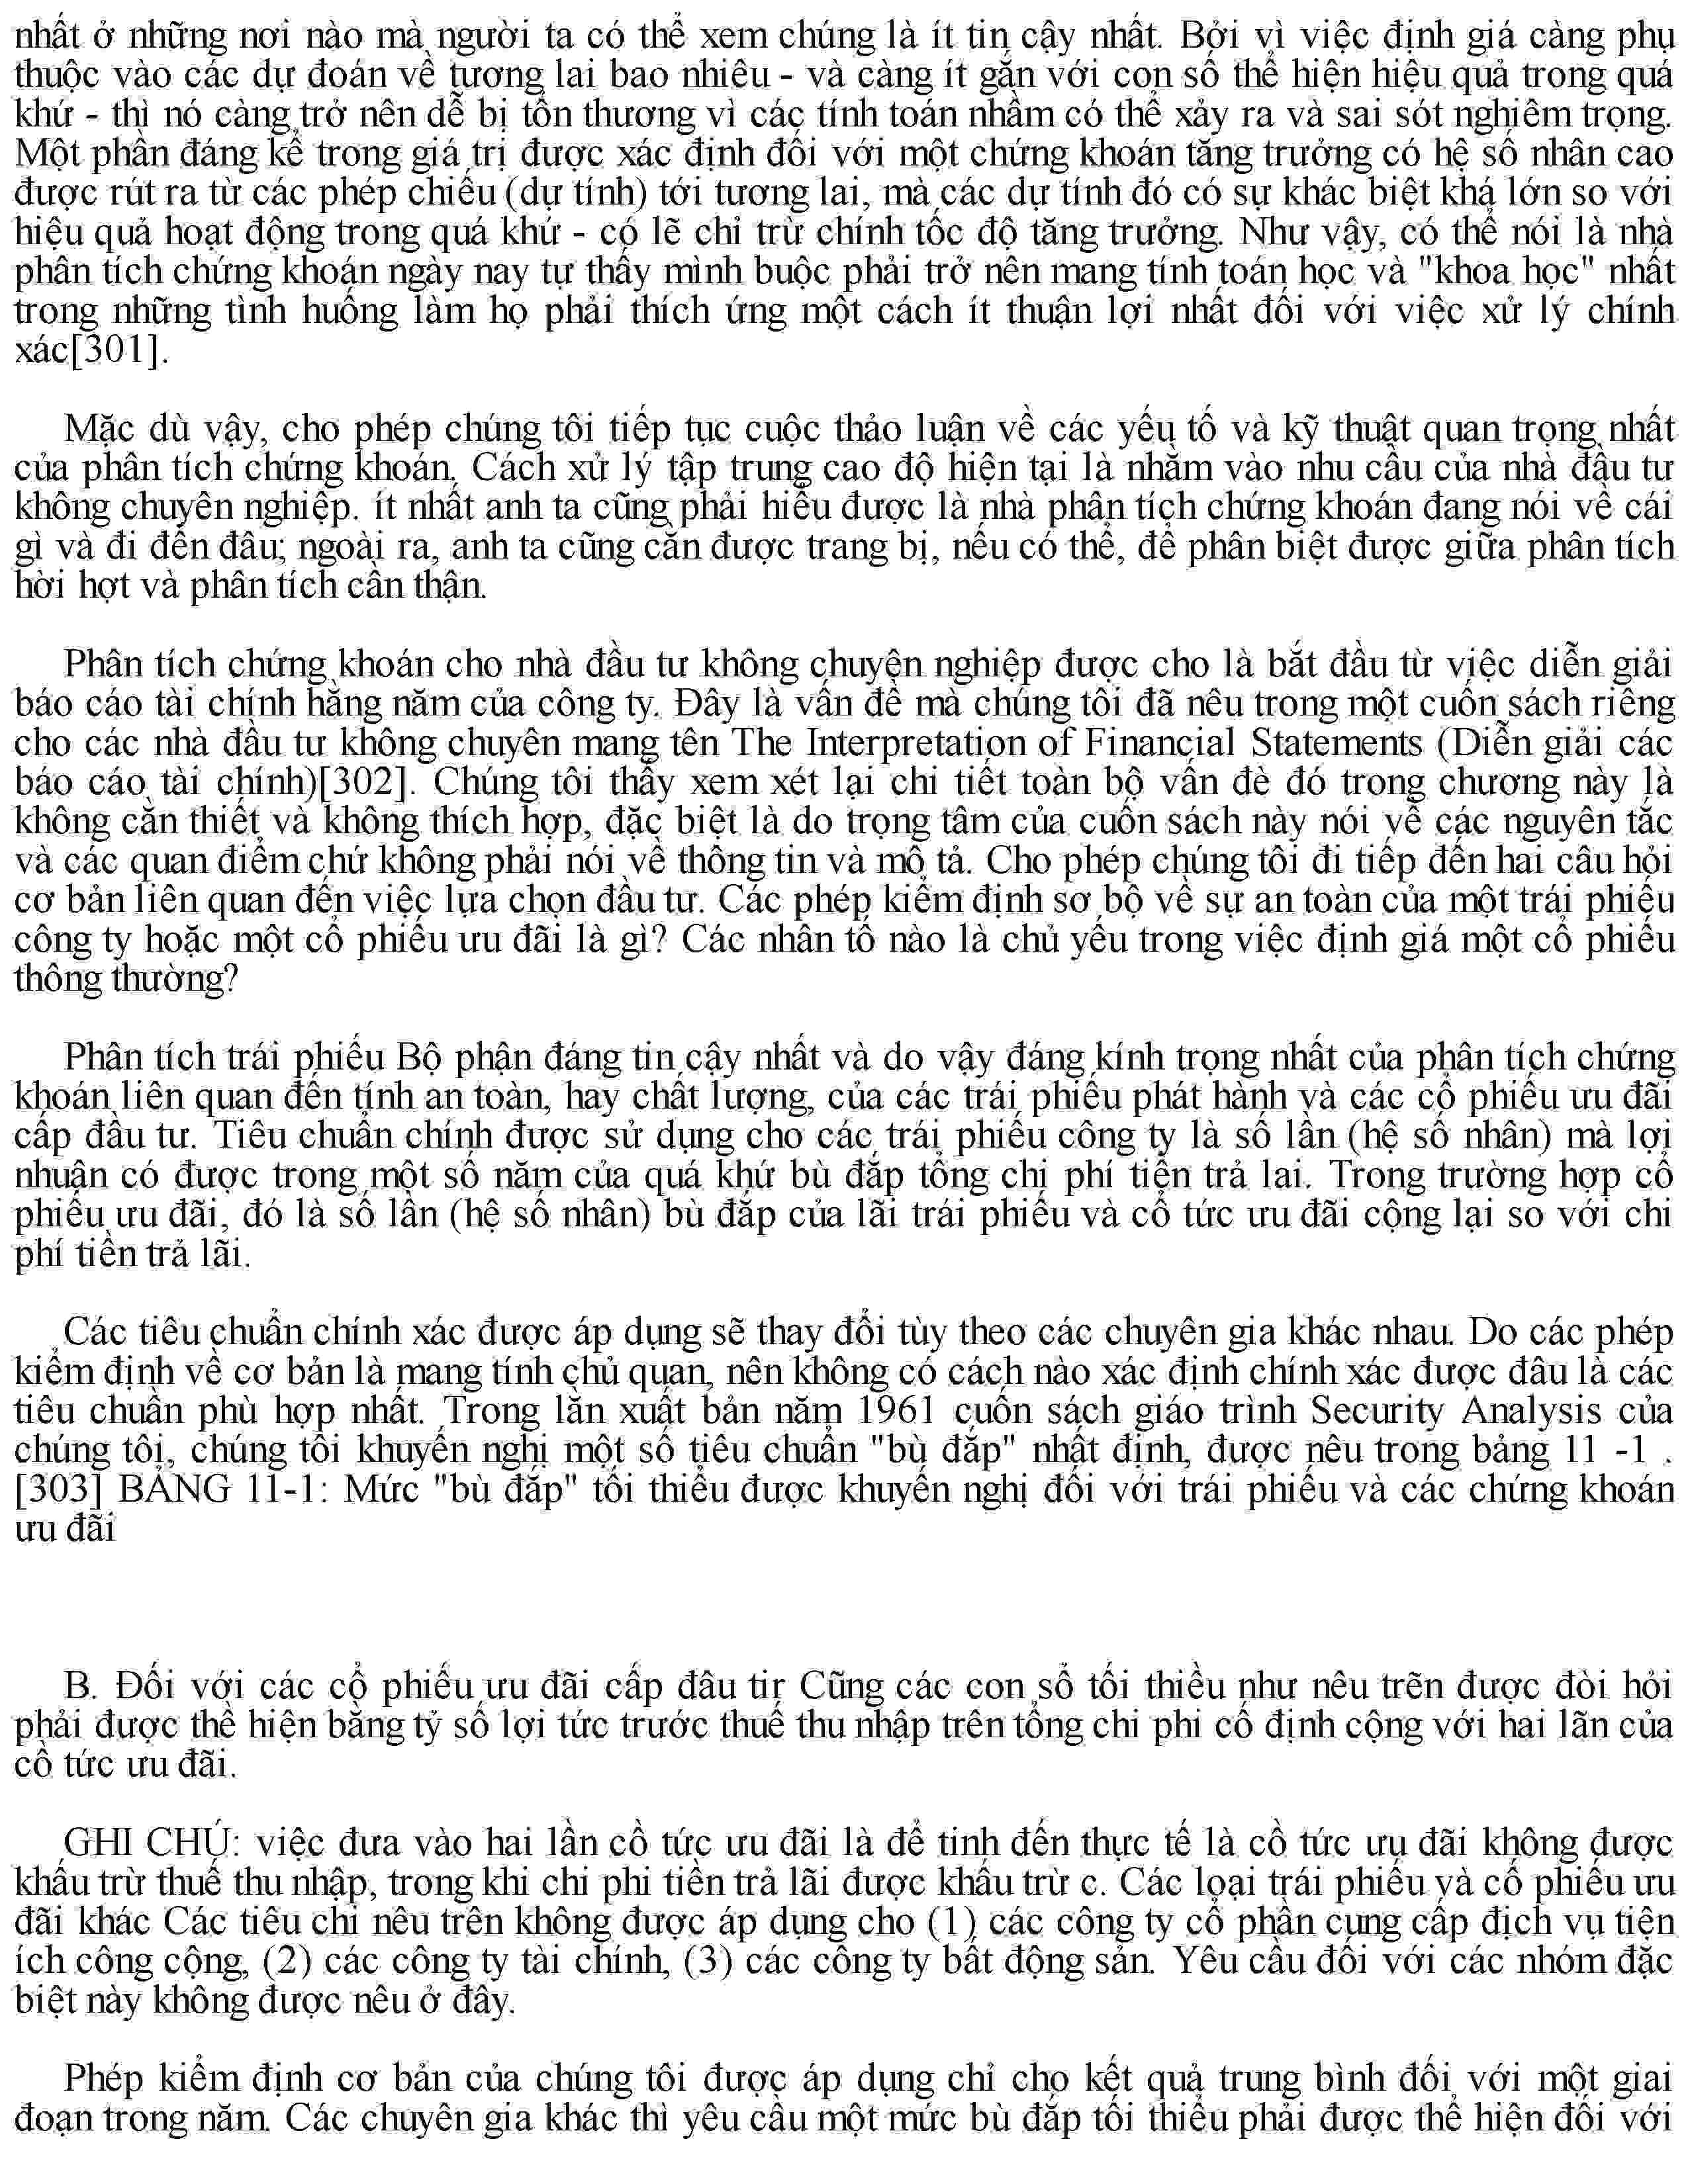 nhất ở những nơi nào mà người ta có thể xem chúng là ít tin cậy nhất. Bởi vì việc định giá càng phụ
thuộc vào các dự đoán về tương lai bao nhiêu - và càng ít gắn với con số thể hiện hiệu quả trong quá
khứ - thì nó càng trở nên dễ bị tổn thương vì các tính toán nhầm có thể xảy ra và sai sót nghiêm trọng.
Một phần đáng kể trong giá trị được xác định đối với một chứng khoán tăng trưởng có hệ số nhân cao
được rút ra từ các phép chiếu (dự tính) tới tương lai, mà các dự tính đó có sự khác biệt khá lớn so với
hiệu quả hoạt động trong quá khứ - có lẽ chỉ trừ chính tốc độ tăng trưởng. Như vậy, có thể nói là nhà
phân tích chứng khoán ngày nay tự thấy mình buộc phải trở nên mang tính toán học và "khoa học" nhất
trong những tình huống làm họ phải thích ứng một cách ít thuận lợi nhất đối với việc xử lý chính
xác[301].
Mặc dù vậy, cho phép chúng tôi tiếp tục cuộc thảo luận về các yếu tố và kỹ thuật quan trọng nhất
của phân tích chứng khoán. Cách xử lý tập trung cao độ hiện tại là nhằm vào nhu cầu của nhà đầu tư
không chuyên nghiệp. ít nhất anh ta cũng phải hiểu được là nhà phân tích chứng khoán đang nói về cái
gì và đi đến đâu; ngoài ra, anh ta cũng cần được trang bị, nếu có thể, để phân biệt được giữa phân tích
hời hợt và phân tích cẩn thận.
Phân tích chứng khoán cho nhà đầu tư không chuyên nghiệp được cho là bắt đầu từ việc diễn giải
báo cáo tài chính hằng năm của công ty. Đây là vấn đề mà chúng tôi đã nêu trong một cuốn sách riêng
cho các nhà đầu tư không chuyên mang tên The Interpretation of Financial Statements (Diễn giải các
báo cáo tài chính)[302]. Chúng tôi thấy xem xét lại chi tiết toàn bộ vấn đè đó trong chương này là
không cần thiết và không thích hợp, đặc biệt là do trọng tâm của cuốn sách này nói về các nguyên tắc
và các quan điểm chứ không phải nói về thông tin và mô tả. Cho phép chúng tôi đi tiếp đến hai câu hỏi
cơ bản liên quan đến việc lựa chọn đầu tư. Các phép kiểm định sơ bộ về sự an toàn của một trái phiếu
công ty hoặc một cổ phiếu ưu đãi là gì? Các nhân tố nào là chủ yếu trong việc định giá một cổ phiếu
thông thường?
Phân tích trái phiếu Bộ phận đáng tin cậy nhất và do vậy đáng kính trọng nhất của phân tích chứng
khoán liên quan đến tính an toàn, hay chất lượng, của các trái phiếu phát hành và các cổ phiếu ưu đãi
cấp đầu tư. Tiêu chuẩn chính được sử dụng cho các trái phiếu công ty là số lần (hệ số nhân) mà lợi
nhuận có được trong một số năm của quá khứ bù đắp tổng chi phí tiền trả lai. Trong trường hợp cổ
phiếu ưu đãi, đó là số lần (hệ số nhân) bù đắp của lãi trái phiếu và cổ tức ưu đãi cộng lại so với chi
phí tiền trả lãi.
Các tiêu chuẩn chính xác được áp dụng sẽ thay đổi tùy theo các chuyên gia khác nhau. Do các phép
kiểm định về cơ bản là mang tính chủ quan, nên không có cách nào xác định chính xác được đâu là các
tiêu chuẩn phù hợp nhất. Trong lần xuất bản năm 1961 cuốn sách giáo trình Security Analysis của
chúng tôi, chúng tôi khuyến nghị một số tiêu chuẩn "bù đắp" nhất định, được nêu trong bảng 11 -1 .
[303] BẢNG 11-1: Mức "bù đắp" tối thiểu được khuyến nghị đối với trái phiếu và các chứng khoán
ưu đãi
B. Đối với các cổ phiếu ưu đãi cấp đâu tir Cũng các con sổ tối thiều như nêu trẽn được đòi hỏi
phải được thề hiện bằng tỷ số lợi tức trước thuế thu nhập trên tổng chi phi cố định cộng với hai lãn của
cồ tức ưu đãi.
GHI CHÚ: việc đưa vào hai lần cồ tức ưu đãi là để tinh đến thực tế là cồ tức ưu đãi không được
khấu trừ thuế thu nhập, trong khi chi phi tiền trả lãi được khấu trừ c. Các loại trái phiếu và cổ phiếu ưu
đãi khác Các tiêu chi nêu trên không được áp dụng cho (1) các công ty cổ phần cung cấp địch vụ tiện
ích công cộng, (2) các công ty tài chính, (3) các công ty bất động sản. Yêu cầu đối với các nhóm đặc
biệt này không được nêu ở đây.
Phép kiểm định cơ bản của chúng tôi được áp dụng chỉ cho kết quả trung bình đối với một giai
đoạn trong năm. Các chuyên gia khác thì yêu cầu một mức bù đắp tối thiểu phải được thể hiện đối với